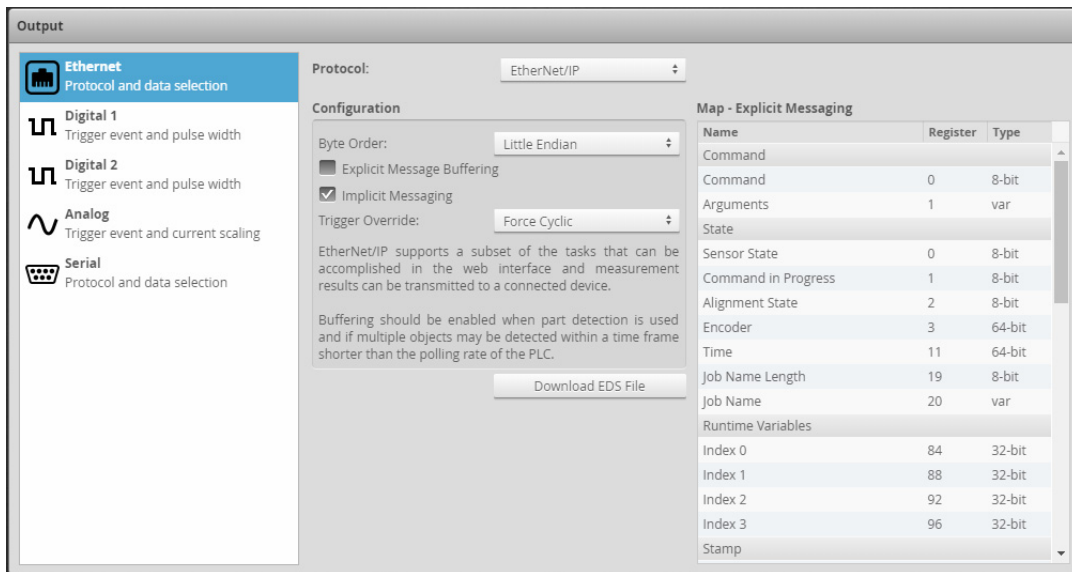 Output
Ethernet
Protocol and data selection
Digital 1
Trigger event and pulse width
Digital 2
Trigger event and pulse width
Analog
Trigger event and current scaling
Serial
Protocol and data selection
Protocol: EtherNet/IP
Configuration
Byte Order: Little Endian
Explicit Message Buffering
Implicit Messaging
Trigger Override: Force Cyclic
EtherNet/IP supports a subset of the tasks that can be
accomplished in the web interface and measurement
results can be transmitted to a connected device.
Buffering should be enabled when part detection is used
and if multiple objects may be detected within a time frame
shorter than the polling rate of the PLC.
Download EDS File
Map - Explicit Messaging
Name Register Type
Command
Command 0 8-bit
Arguments 1 var
State
Sensor State 0 8-bit
Command in Progress 1 8-bit
Alignment State 2 8-bit
Encoder 3 64-bit
Time 11 64-bit
Job Name Length 19 8-bit
Job Name 20 var
Runtime Variables
Index 0 84 32-bit
Index 1 88 32-bit
Index 2 92 32-bit
Index 3 96 32-bit
Stamp